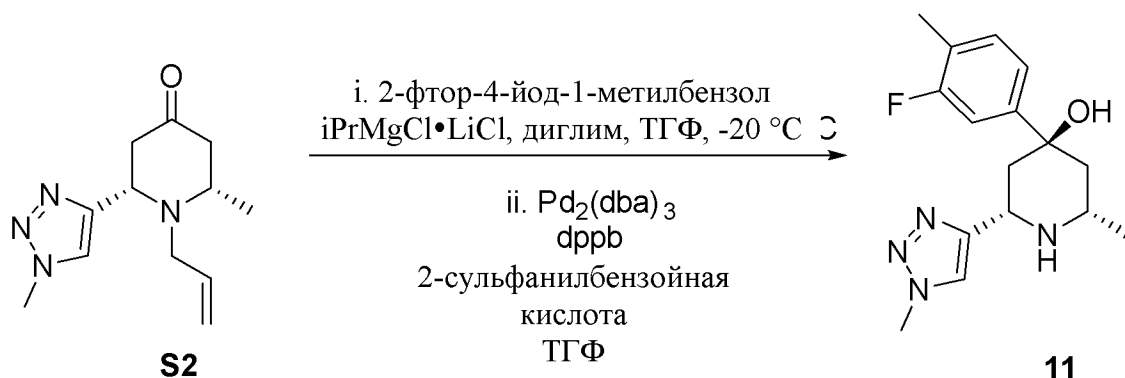 i. 2-фтор-4-йод-1-метилбензол
iPrMgCl•LiCl, диглим, ТГФ, -20 °C C
ii. Pd2(dba)3
dppb
2-сульфанилбензойная
кислота
ТГФ
O
N
N
N
N
S2
F
OH
N
N
N
N
H
11